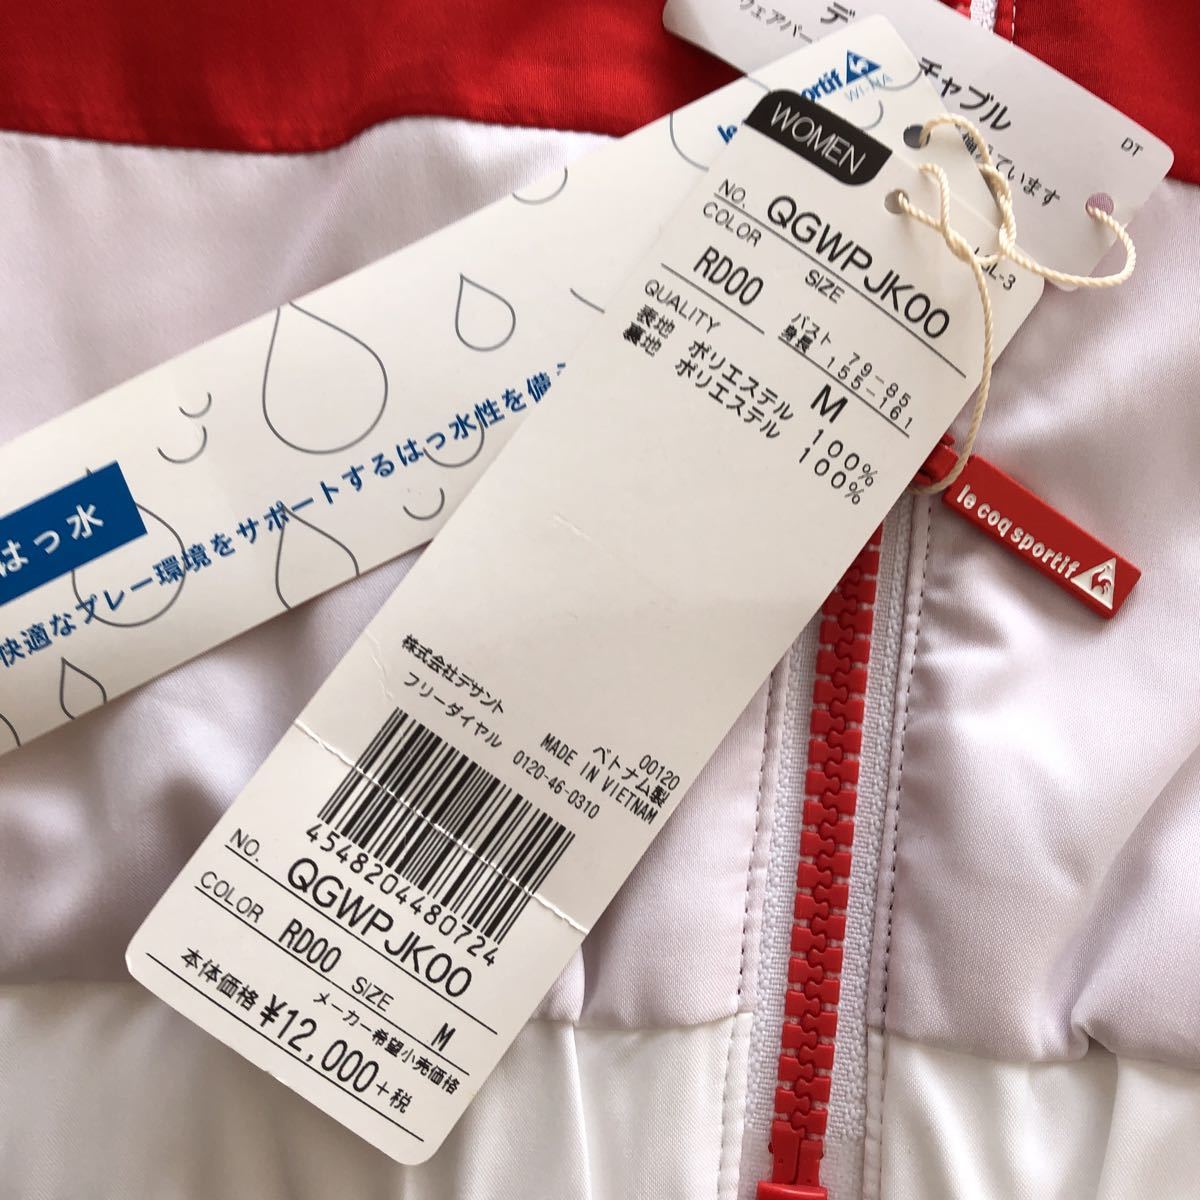 デ チャブル
ウェアパー
DT
備えています
le
ortif
WI-NA
WOMEN
NO. QGWPJK00
COLOR
SIZE
RD00
バスト 79-85
身長 155-161
M
QUALITY
表地 ポリエステル 100%
裏地 ポリエステル 100%
le coq sportif
はっ水
快適なプレー環境をサポートするはっ水性を備
株式会社デサント
フリーダイヤル 0120-46-0310
00120
ベトナム製
MADE IN VIETNAM
4548204480724
NO. QGWPJK00
COLOR RD00 SIZE M
メーカー希望小売価格
本体価格 ¥12,000+税